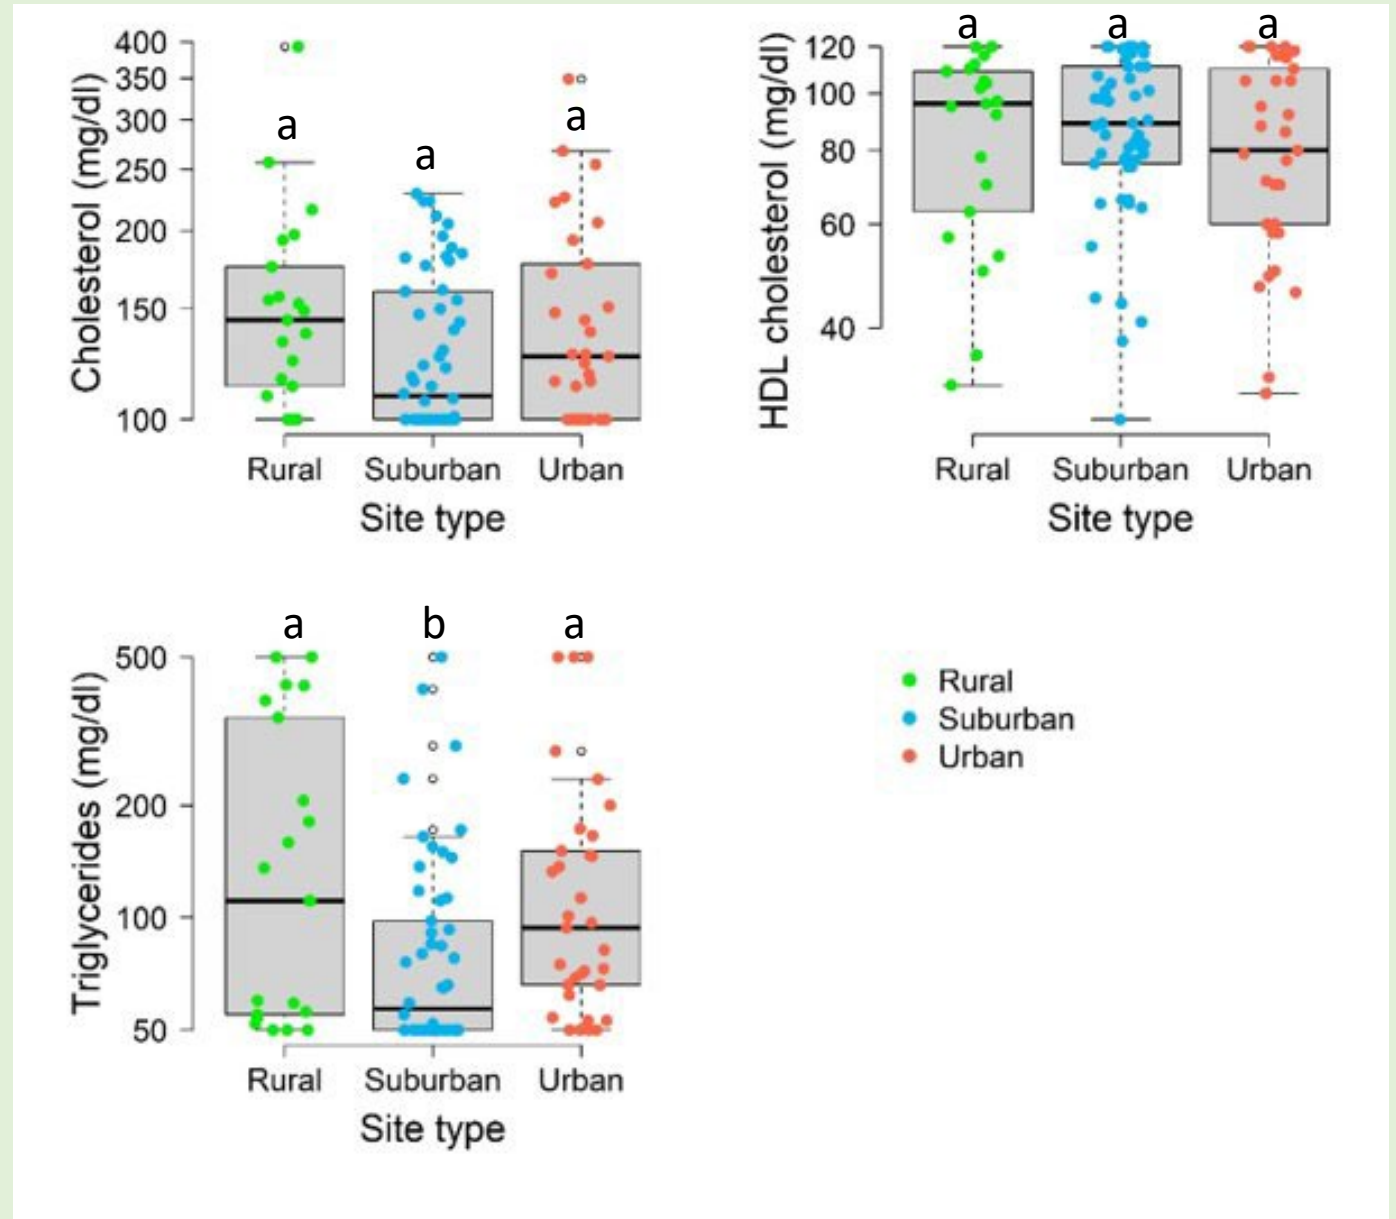 Cholesterol (mg/dl)
400
350
300
250
200
150
100
a
a
a
Rural
Suburban
Urban
Site type
HDL cholesterol (mg/dl)
120
100
80
60
40
a
a
a
Rural
Suburban
Urban
Site type
Triglycerides (mg/dl)
500
200
100
50
a
b
a
Rural
Suburban
Urban
Site type
Rural
Suburban
Urban